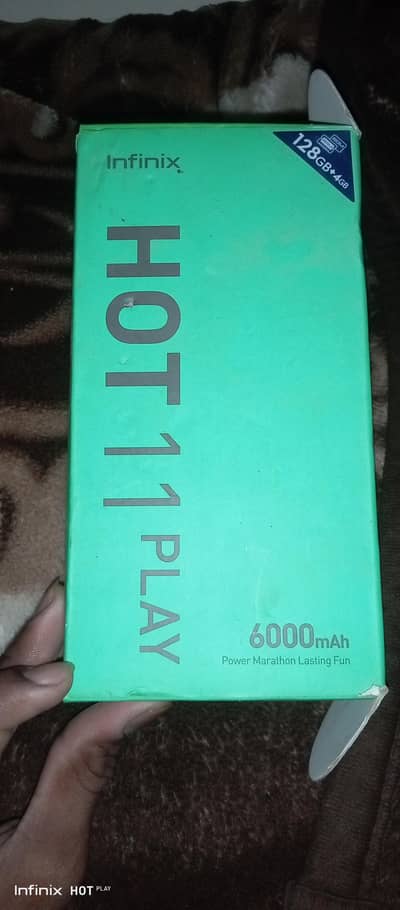 Infinix
128GB+4GB
HOT 11 PLAY
6000mAh
Power Marathon Lasting Fun
Infinix HOT PLAY